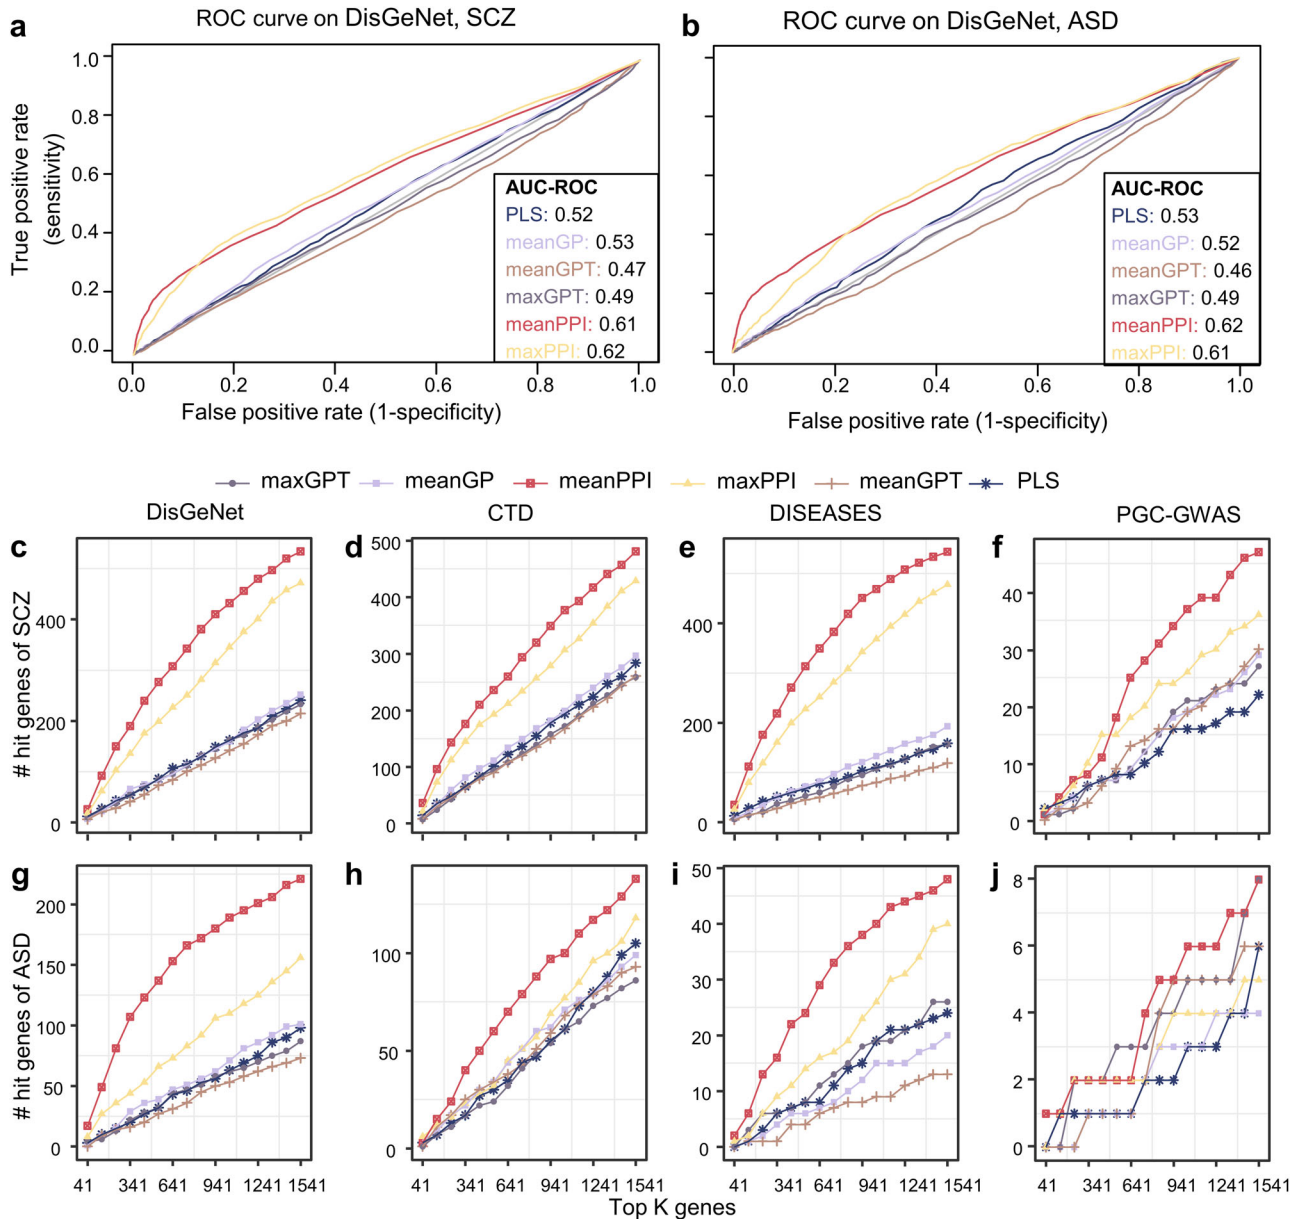 a
ROC curve on DisGeNet, SCZ
True positive rate
(sensitivity)
1.0
0.8
0.6
0.4
0.2
0.0
AUC-ROC
PLS: 0.52
meanGP: 0.53
meanGPT: 0.47
maxGPT: 0.49
meanPPI: 0.61
maxPPI: 0.62
0.0 0.2 0.4 0.6 0.8 1.0
False positive rate (1-specificity)
b
ROC curve on DisGeNet, ASD
AUC-ROC
PLS: 0.53
meanGP: 0.52
meanGPT: 0.46
maxGPT: 0.49
meanPPI: 0.62
maxPPI: 0.61
0.0 0.2 0.4 0.6 0.8 1.0
False positive rate (1-specificity)
maxGPT meanGP meanPPI maxPPI meanGPT PLS
DisGeNet CTD DISEASES PGC-GWAS
# hit genes of SCZ
c
400
200
0
d
500
400
300
200
100
0
e
400
200
0
f
40
30
20
10
0
# hit genes of ASD
g
200
150
100
50
0
h
100
50
0
i
50
40
30
20
10
0
j
8
6
4
2
0
41 341 641 941 1241 1541
41 341 641 941 1241 1541
41 341 641 941 1241 1541
41 341 641 941 1241 1541
Top K genes